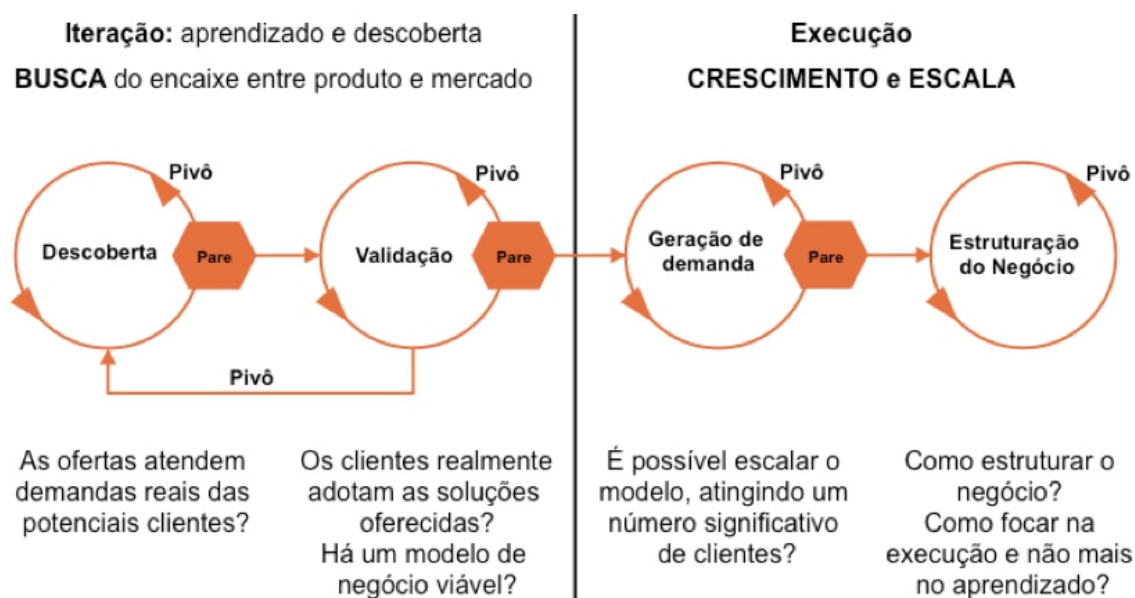 Iteração: aprendizado e descoberta
BUSCA do encaixe entre produto e mercado
Execução
CRESCIMENTO e ESCALA
Pivô
Descoberta
Pare
Pivô
Validação
Pare
Pivô
Pivô
Geração de
demanda
Pare
Pivô
Estruturação
do Negócio
As ofertas atendem
demandas reais das
potenciais clientes?
Os clientes realmente
adotam as soluções
oferecidas?
Há um modelo de
negócio viável?
É possível escalar o
modelo, atingindo um
número significativo
de clientes?
Como estruturar o
negócio?
Como focar na
execução e não mais
no aprendizado?